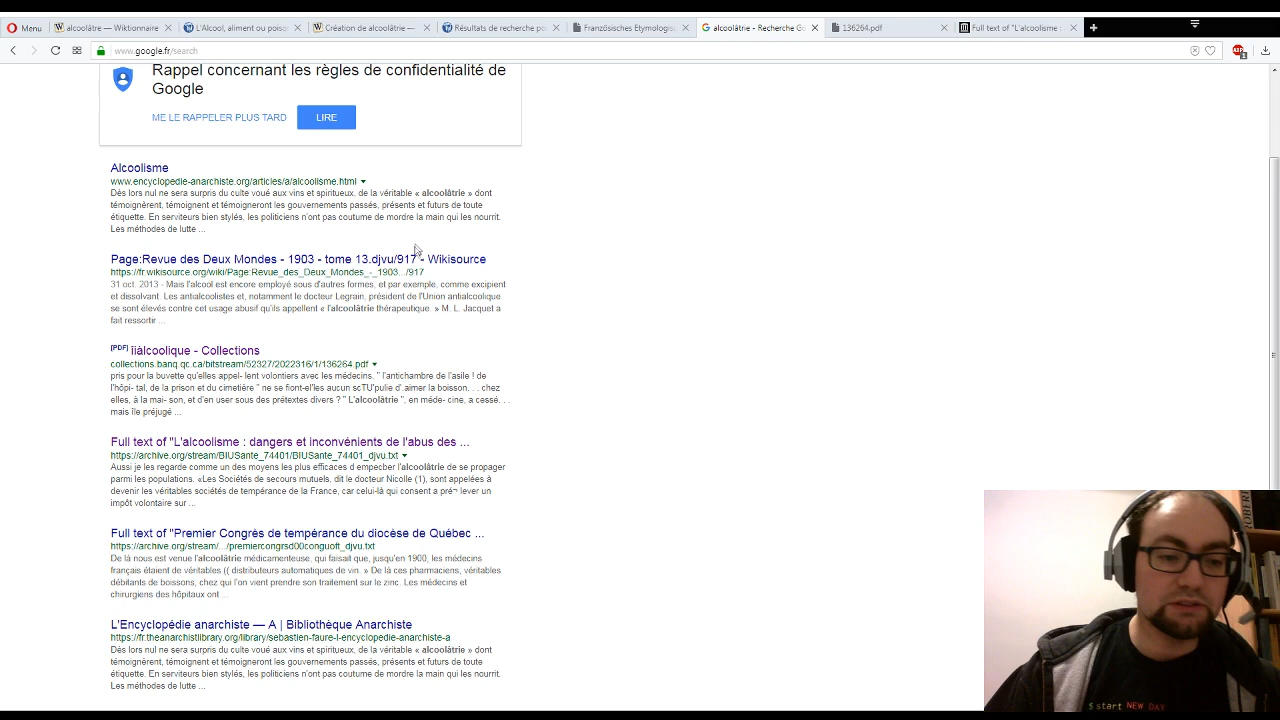 Menu
alcoolâtre — Wiktionnaire
L'Alcool, aliment ou poiso
Création de alcoolâtrie —
Résultats de recherche po
Französisches Etymologis
alcoolâtrie - Recherche Go
136264.pdf
Full text of "L'alcoolisme :
www.google.fr/search
Rappel concernant les règles de confidentialité de
Google
ME LE RAPPELER PLUS TARD
LIRE
Alcoolisme
www.encyclopedie-anarchiste.org/articles/a/alcoolisme.html
Dès lors nul ne sera surpris du culte voué aux vins et spiritueux, de la véritable « alcoolâtrie » dont
témoignèrent, témoignent et témoigneront les gouvernements passés, présents et futurs de toute
étiquette. En serviteurs bien stylés, les politiciens n'ont pas coutume de mordre la main qui les nourrit.
Les méthodes de lutte ...
Page:Revue des Deux Mondes - 1903 - tome 13.djvu/917 - Wikisource
https://fr.wikisource.org/wiki/Page:Revue_des_Deux_Mondes_-_1903.../917
31 oct. 2013 - Mais l'alcool est encore employé sous d'autres formes, et par exemple, comme excipient
et dissolvant. Les antialcoolistes et, notamment le docteur Legrain, président de l'Union antialcoolique
se sont élevés contre cet usage abusif qu'ils appellent « l'alcoolâtrie thérapeutique. » M. L. Jacquet a
fait ressortir ...
[PDF] îiàlcoolique - Collections
collections.banq.qc.ca/bitstream/52327/2022316/1/136264.pdf
pris pour la buvette qu'elles appel- lent volontiers avec les médecins. " l'antichambre de l'asile ! de
l'hôpi- tal, de la prison et du cimetière " ne se fiont-el'les aucun scTU'pulie d'.aimer la boisson. . . chez
elles, à la mai- son, et d'en user sous des prétextes divers ? " L'alcoolâtrie ", en méde- cine, a cessé. . .
mais île préjugé ...
Full text of "L'alcoolisme : dangers et inconvénients de l'abus des ...
https://archive.org/stream/BIUSante_74401/BIUSante_74401_djvu.txt
Aussi je les regarde comme un des moyens les plus efficaces d empecber l'alcoolâtrie de se propager
parmi les populations. «Les Sociétés de secours mutuels, dit le docteur Nicolle (1), sont appelées à
devenir les véritables sociétés de tempérance de la France, car celui-là qui consent a pré¬ lever un
impôt volontaire sur ...
Full text of "Premier Congrès de tempérance du diocèse de Québec ...
https://archive.org/stream/.../premiercongrsd00conguoft_djvu.txt
De là nous est venue l'alcoolâtrie médicamenteuse, qui faisait que, jusqu'en 1900, les médecins
français étaient de véritables (( distributeurs automatiques de vin. » De là ces pharmaciens, véritables
débitants de boissons, chez qui l'on vient prendre son traitement sur le zinc. Les médecins et
chirurgiens des hôpitaux ont ...
L'Encyclopédie anarchiste — A | Bibliothèque Anarchiste
https://fr.theanarchistlibrary.org/library/sebastien-faure-l-encyclopedie-anarchiste-a
Dès lors nul ne sera surpris du culte voué aux vins et spiritueux, de la véritable « alcoolâtrie » dont
témoignèrent, témoignent et témoigneront les gouvernements passés, présents et futurs de toute
étiquette. En serviteurs bien stylés, les politiciens n'ont pas coutume de mordre la main qui les nourrit.
Les méthodes de lutte ...
$ start NEW DAY